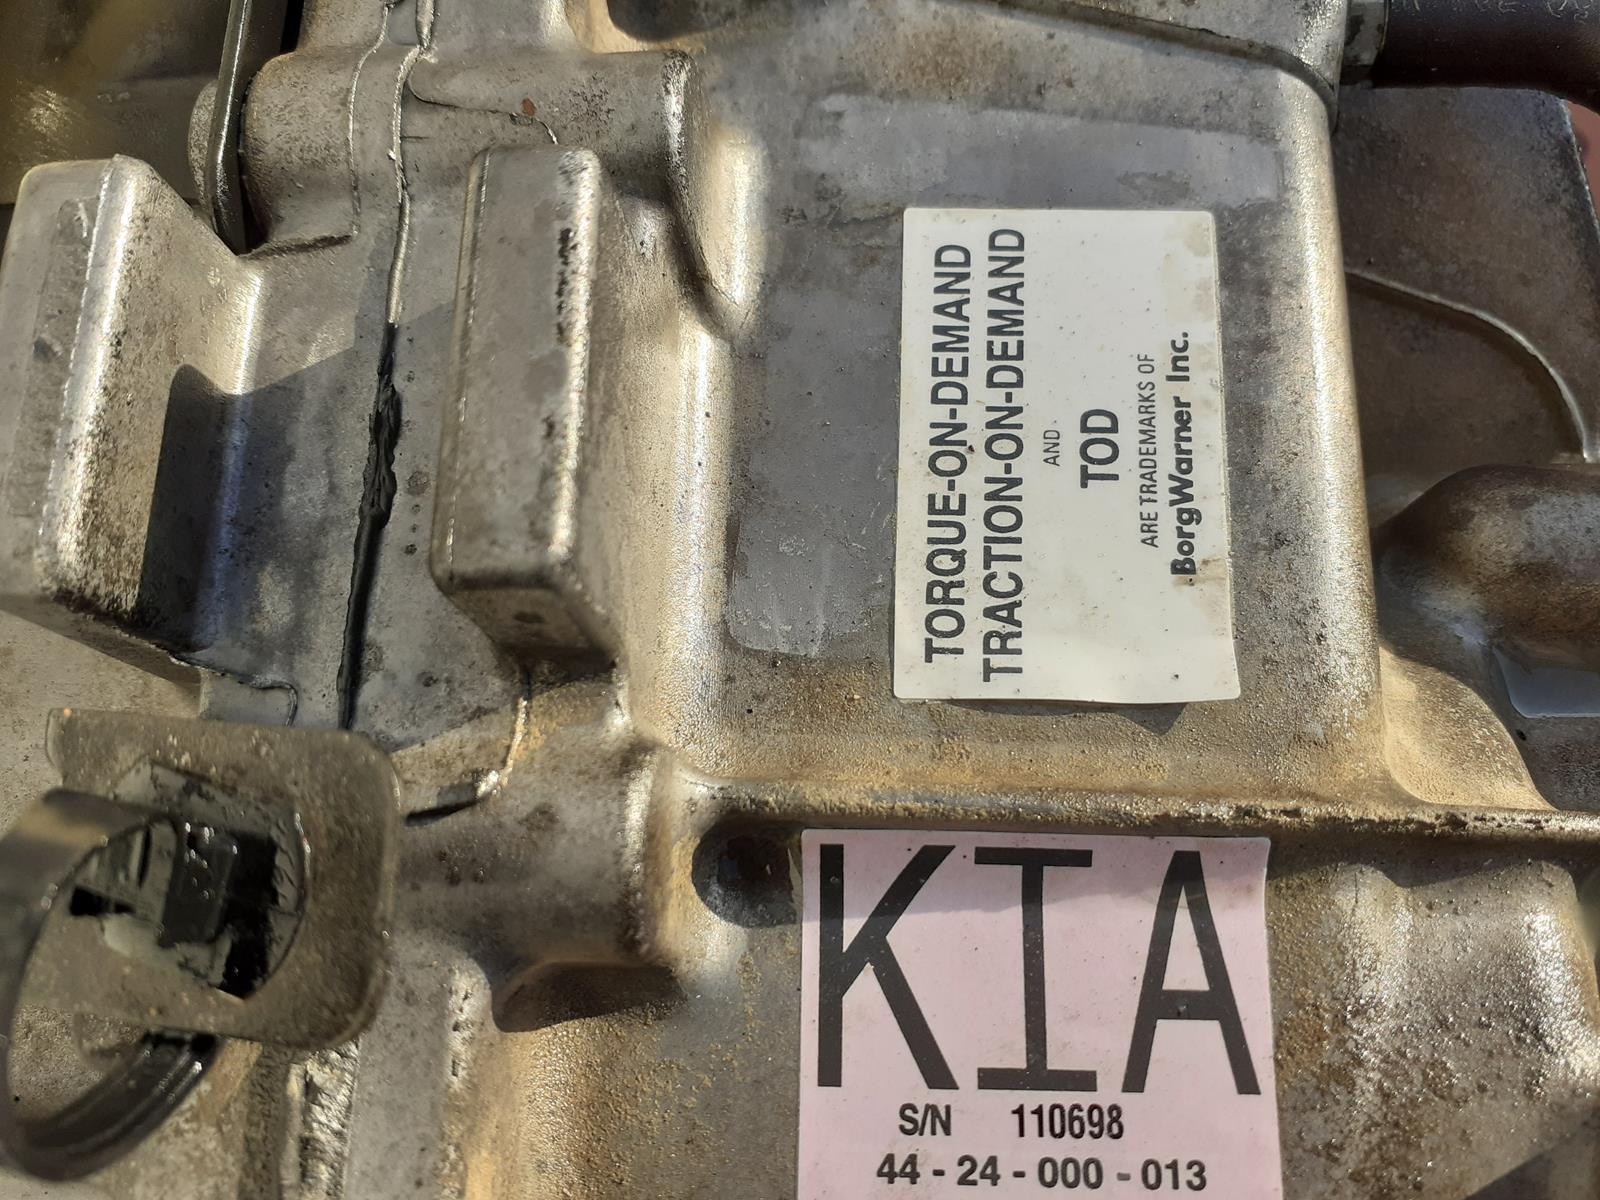 TORQUE-ON-DEMAND
TRACTION-ON-DEMAND
AND
TOD
ARE TRADEMARKS OF
BorgWarner Inc.
KIA
S/N 110698
44 - 24 - 000 - 013